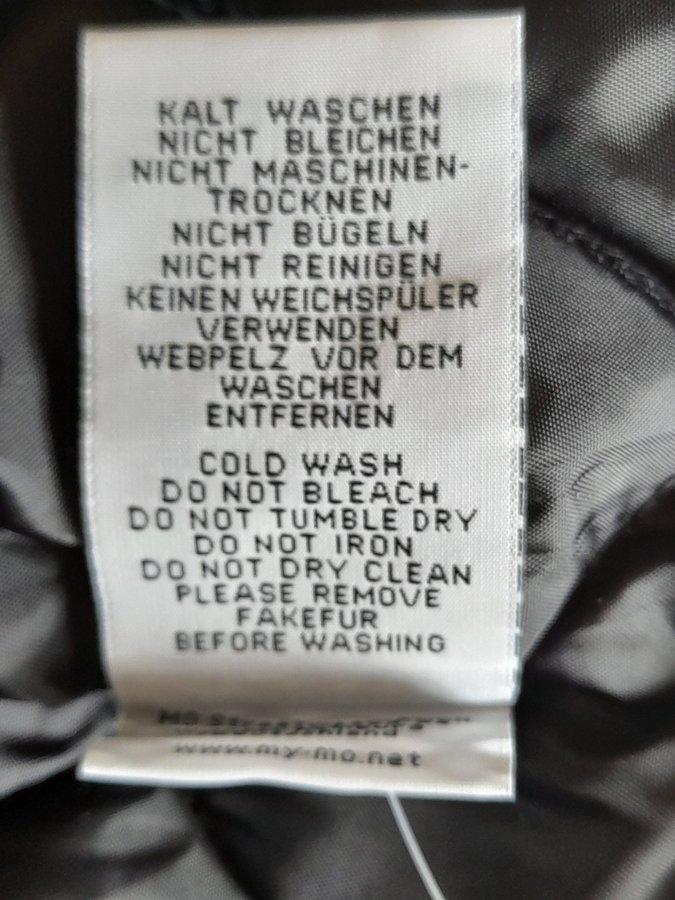 KALT WASCHEN
NICHT BLEICHEN
NICHT MASCHINEN-
TROCKNEN
NICHT BÜGELN
NICHT REINIGEN
KEINEN WEICHSPÜLER
VERWENDEN
WEBPELZ VOR DEM
WASCHEN
ENTFERNEN
COLD WASH
DO NOT BLEACH
DO NOT TUMBLE DRY
DO NOT IRON
DO NOT DRY CLEAN
PLEASE REMOVE
FAKEFUR
BEFORE WASHING
MO
www.my-mo.net